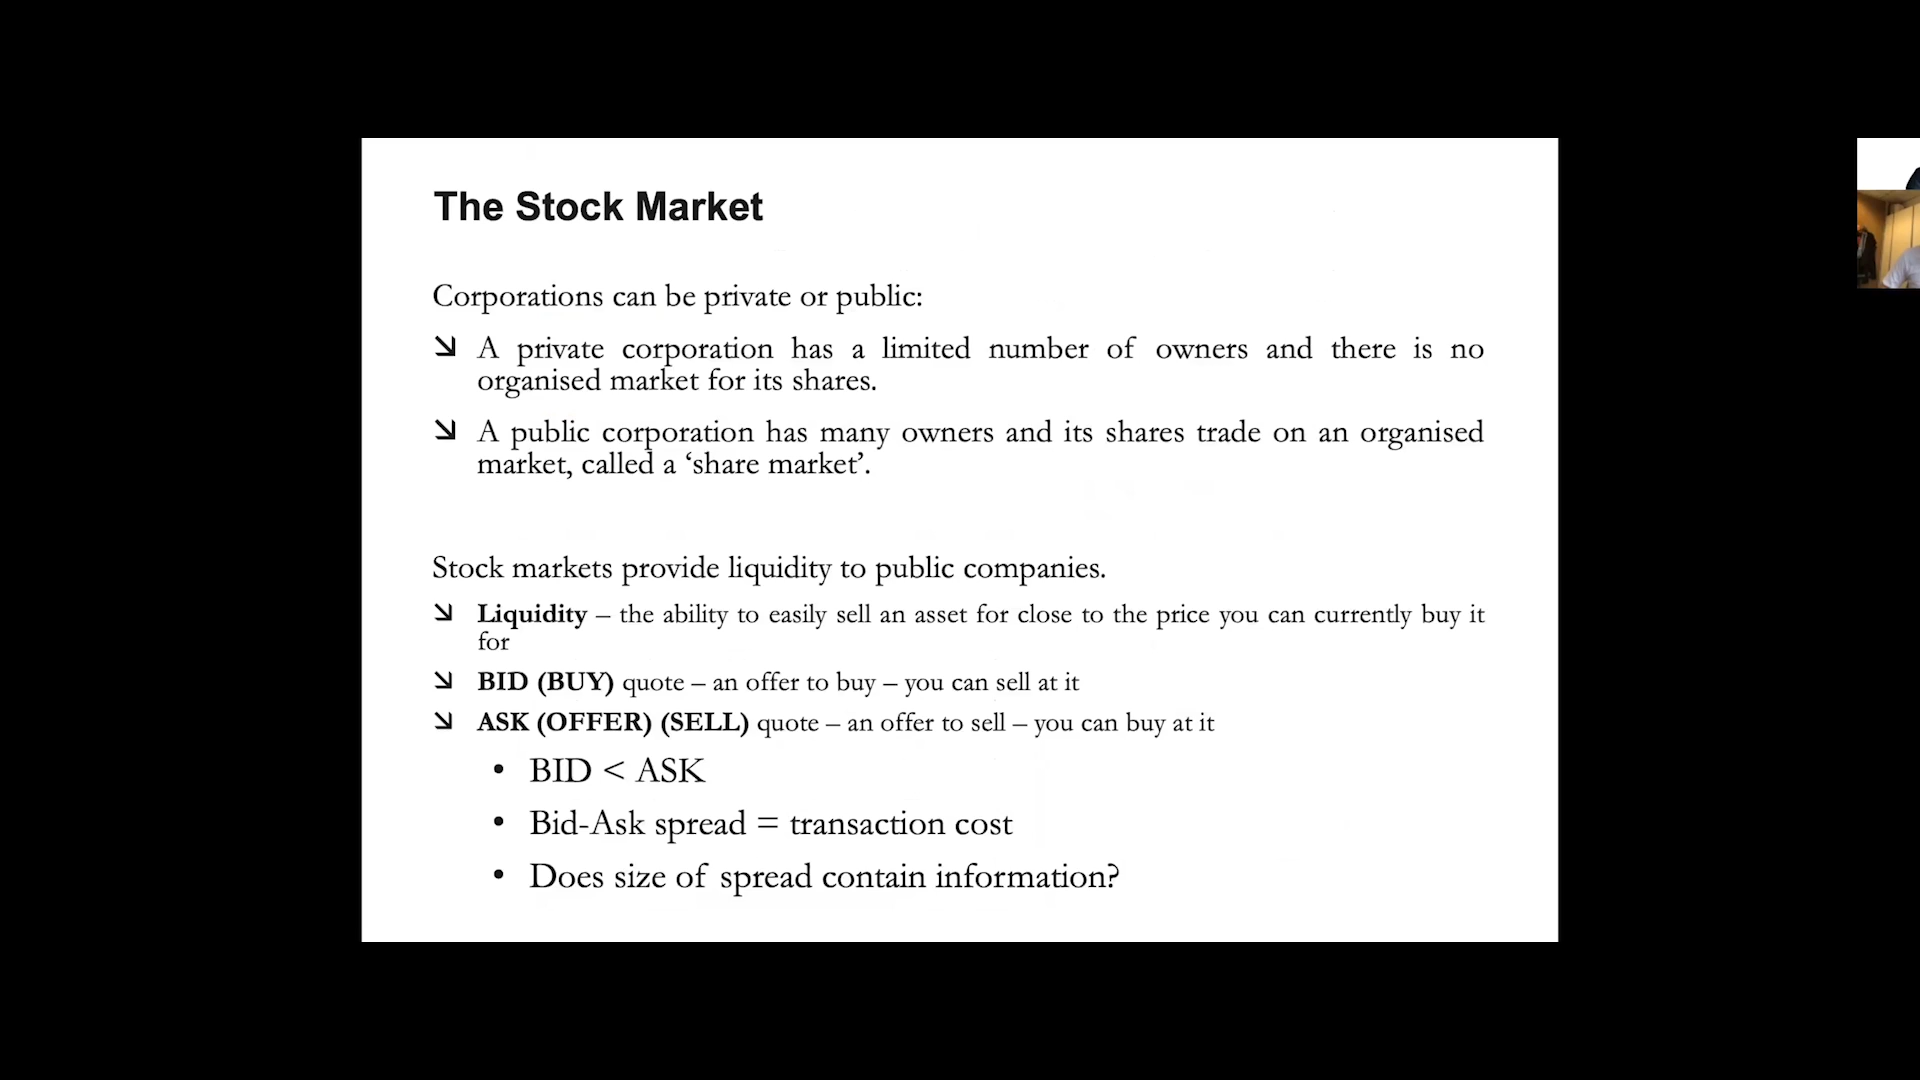 The Stock Market
Corporations can be private or public:
A private corporation has a limited number of owners and there is no
organised market for its shares.
A public corporation has many owners and its shares trade on an organised
market, called a ‘share market’.
Stock markets provide liquidity to public companies.
Liquidity – the ability to easily sell an asset for close to the price you can currently buy it
for
BID (BUY) quote – an offer to buy – you can sell at it
ASK (OFFER) (SELL) quote – an offer to sell – you can buy at it
• BID < ASK
• Bid-Ask spread = transaction cost
• Does size of spread contain information?